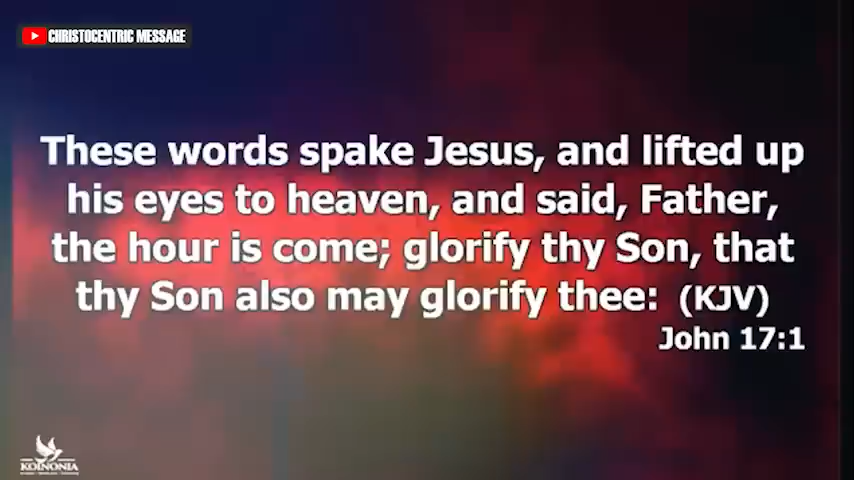 CHRISTOCENTRIC MESSAGE
These words spake Jesus, and lifted up
his eyes to heaven, and said, Father,
the hour is come; glorify thy Son, that
thy Son also may glorify thee: (KJV)
John 17:1
KOINONIA